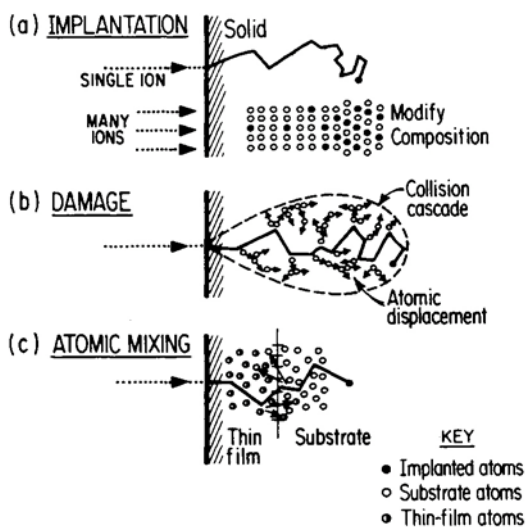 (a) IMPLANTATION
Solid
SINGLE ION
MANY
IONS
Modify
Composition
(b) DAMAGE
Collision
cascade
Atomic
displacement
(c) ATOMIC MIXING
Thin
film
Substrate
KEY
Implanted atoms
Substrate atoms
Thin-film atoms